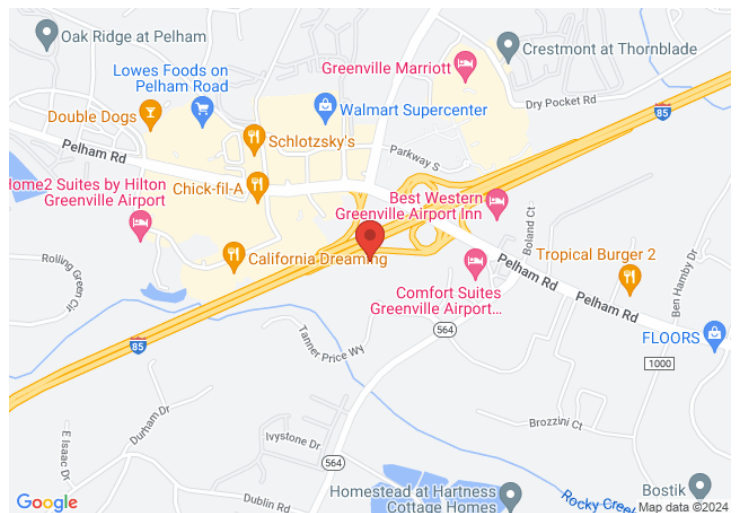 Oak Ridge at Pelham
Crestmont at Thornblade
Greenville Marriott
Lowes Foods on
Pelham Road
Dry Pocket Rd
85
Double Dogs
Walmart Supercenter
Schlotzsky's
Pelham Rd
Parkway S
Chick-fil-A
Home2 Suites by Hilton
Greenville Airport
Best Western
Greenville Airport Inn
Boland Ct
California Dreaming
Tropical Burger 2
Rolling Green Cir
Pelham Rd
Ben Hamby Dr
Comfort Suites
Greenville Airport...
Pelham Rd
564
FLOORS
85
Tanner Price Wy
1000
Durham Dr
Brozzini Ct
E Isaac Dr
Ivystone Dr
564
Homestead at Hartness
Cottage Homes
Bostik
Dublin Rd
Rocky Creek
Google
Map data ©2024